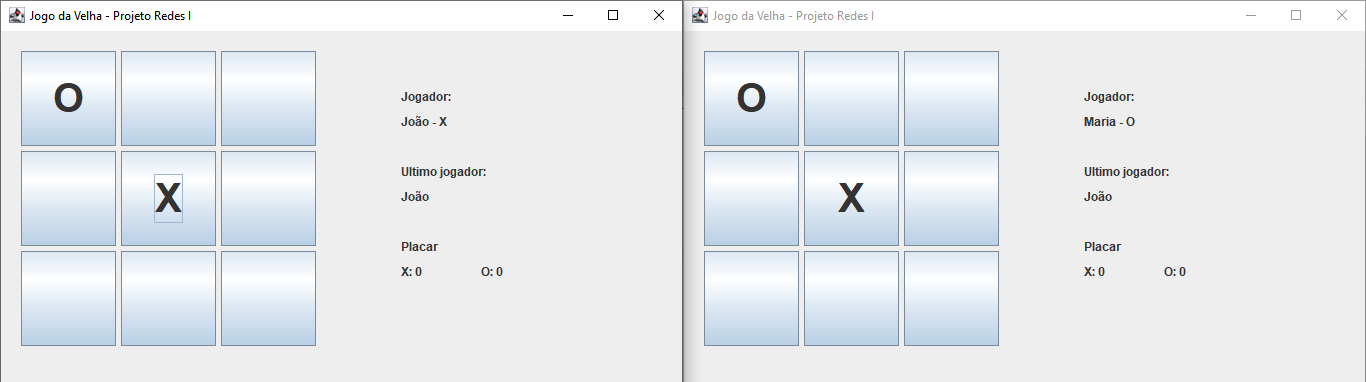 Jogo da Velha - Projeto Redes I
O
X
Jogador:
João - X
Ultimo jogador:
João
Placar
X: 0 O: 0
Jogo da Velha - Projeto Redes I
O
X
Jogador:
Maria - O
Ultimo jogador:
João
Placar
X: 0 O: 0